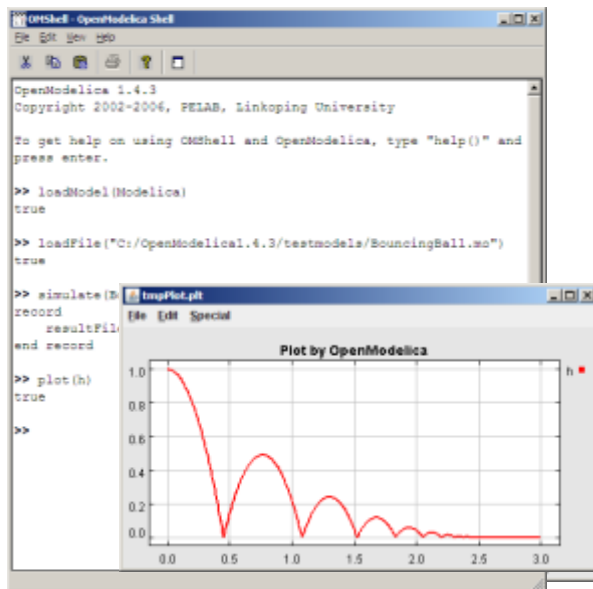 OMShell - OpenModelica Shell
File Edit View Help
OpenModelica 1.4.3
Copyright 2002-2006, PELAB, Linkoping University
To get help on using OMShell and OpenModelica, type "help()" and
press enter.
>> loadModel(Modelica)
true
>> loadFile("C:/OpenModelica1.4.3/testmodels/BouncingBall.mo")
true
>> simulate(B
record
resultFil
end record
>> plot(h)
true
>>
tmpPlot.plt
File Edit Special
Plot by OpenModelica
h
1.0
0.8
0.6
0.4
0.2
0.0
0.0 0.5 1.0 1.5 2.0 2.5 3.0